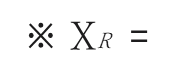 ※ X_R =